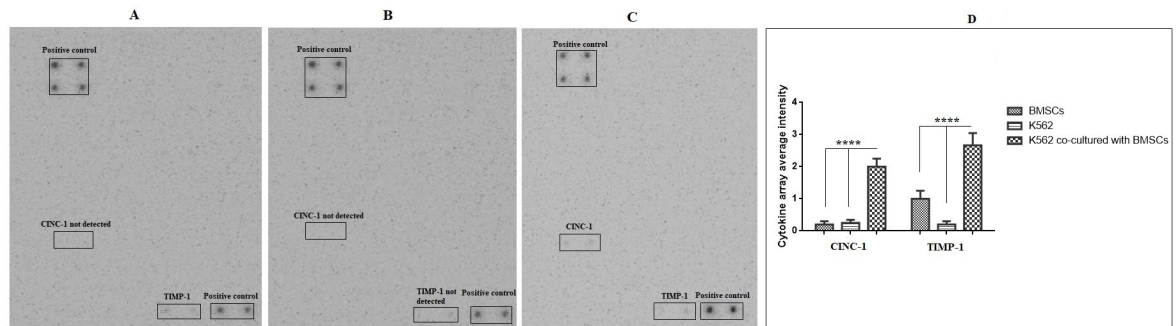 A
Positive control
CINC-1 not detected
TIMP-1
Positive control
B
Positive control
CINC-1 not detected
TIMP-1 not
detected
Positive control
C
Positive control
CINC-1
TIMP-1
Positive control
D
Cytokine array average intensity
4
3
2
1
0
****
****
CINC-1
TIMP-1
BMSCs
K562
K562 co-cultured with BMSCs